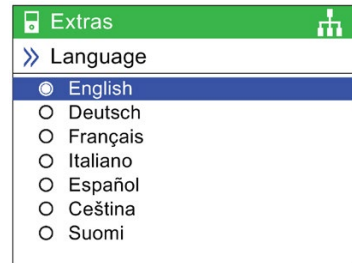 Extras
Language
English
Deutsch
Français
Italiano
Español
Ceština
Suomi